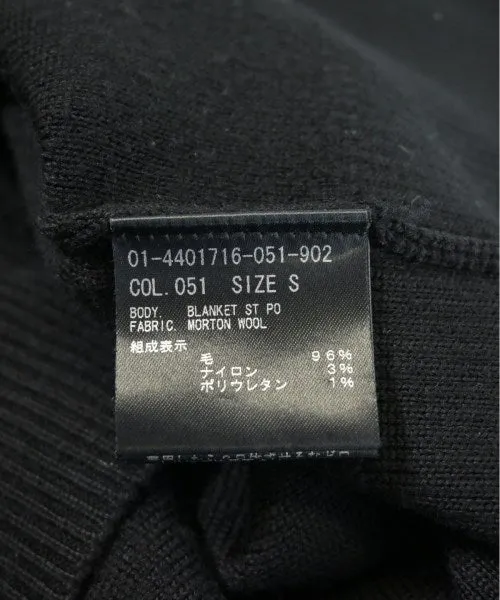 01-4401716-051-902
COL. 051 SIZE S
BODY. BLANKET ST PO
FABRIC. MORTON WOOL
組成表示
毛 96%
ナイロン 3%
ポリウレタン 1%